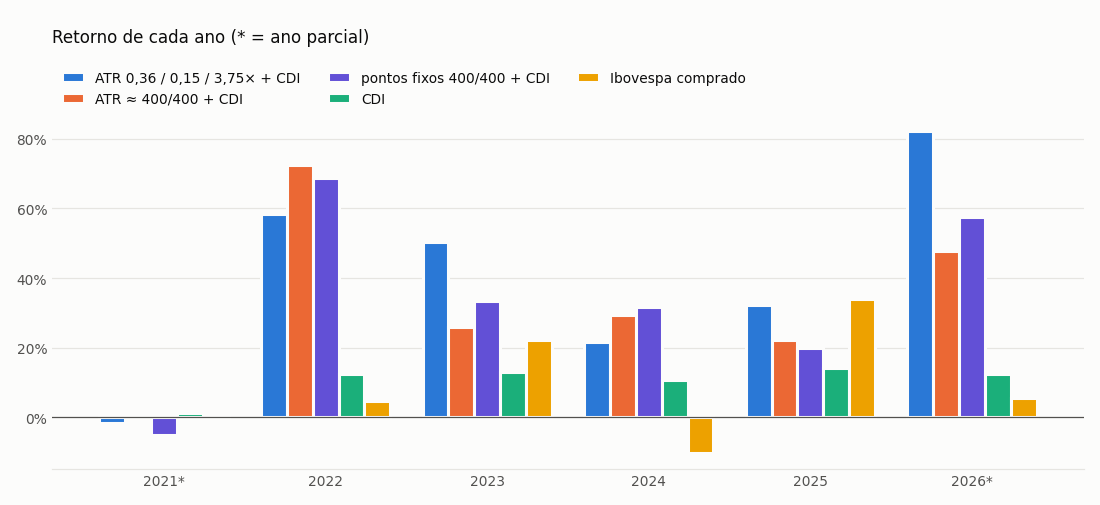 Retorno de cada ano (* = ano parcial)
ATR 0,36 / 0,15 / 3,75× + CDI
pontos fixos 400/400 + CDI
Ibovespa comprado
ATR ≈ 400/400 + CDI
CDI
80%
60%
40%
20%
0%
2021* 2022 2023 2024 2025 2026*